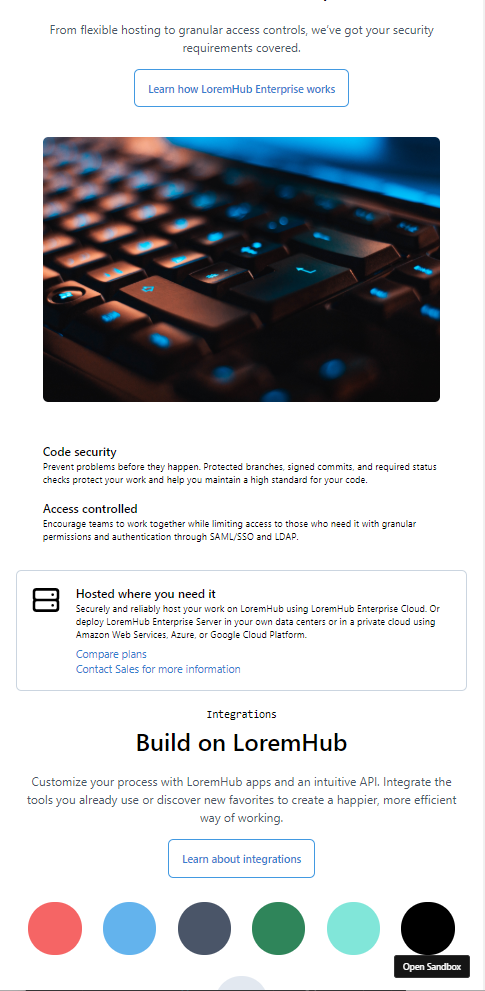 From flexible hosting to granular access controls, we've got your security
requirements covered.
Learn how LoremHub Enterprise works
Code security
Prevent problems before they happen. Protected branches, signed commits, and required status
checks protect your work and help you maintain a high standard for your code.
Access controlled
Encourage teams to work together while limiting access to those who need it with granular
permissions and authentication through SAML/SSO and LDAP.
Hosted where you need it
Securely and reliably host your work on LoremHub using LoremHub Enterprise Cloud. Or
deploy LoremHub Enterprise Server in your own data centers or in a private cloud using
Amazon Web Services, Azure, or Google Cloud Platform.
Compare plans
Contact Sales for more information
Integrations
Build on LoremHub
Customize your process with LoremHub apps and an intuitive API. Integrate the
tools you already use or discover new favorites to create a happier, more efficient
way of working.
Learn about integrations
Open Sandbox